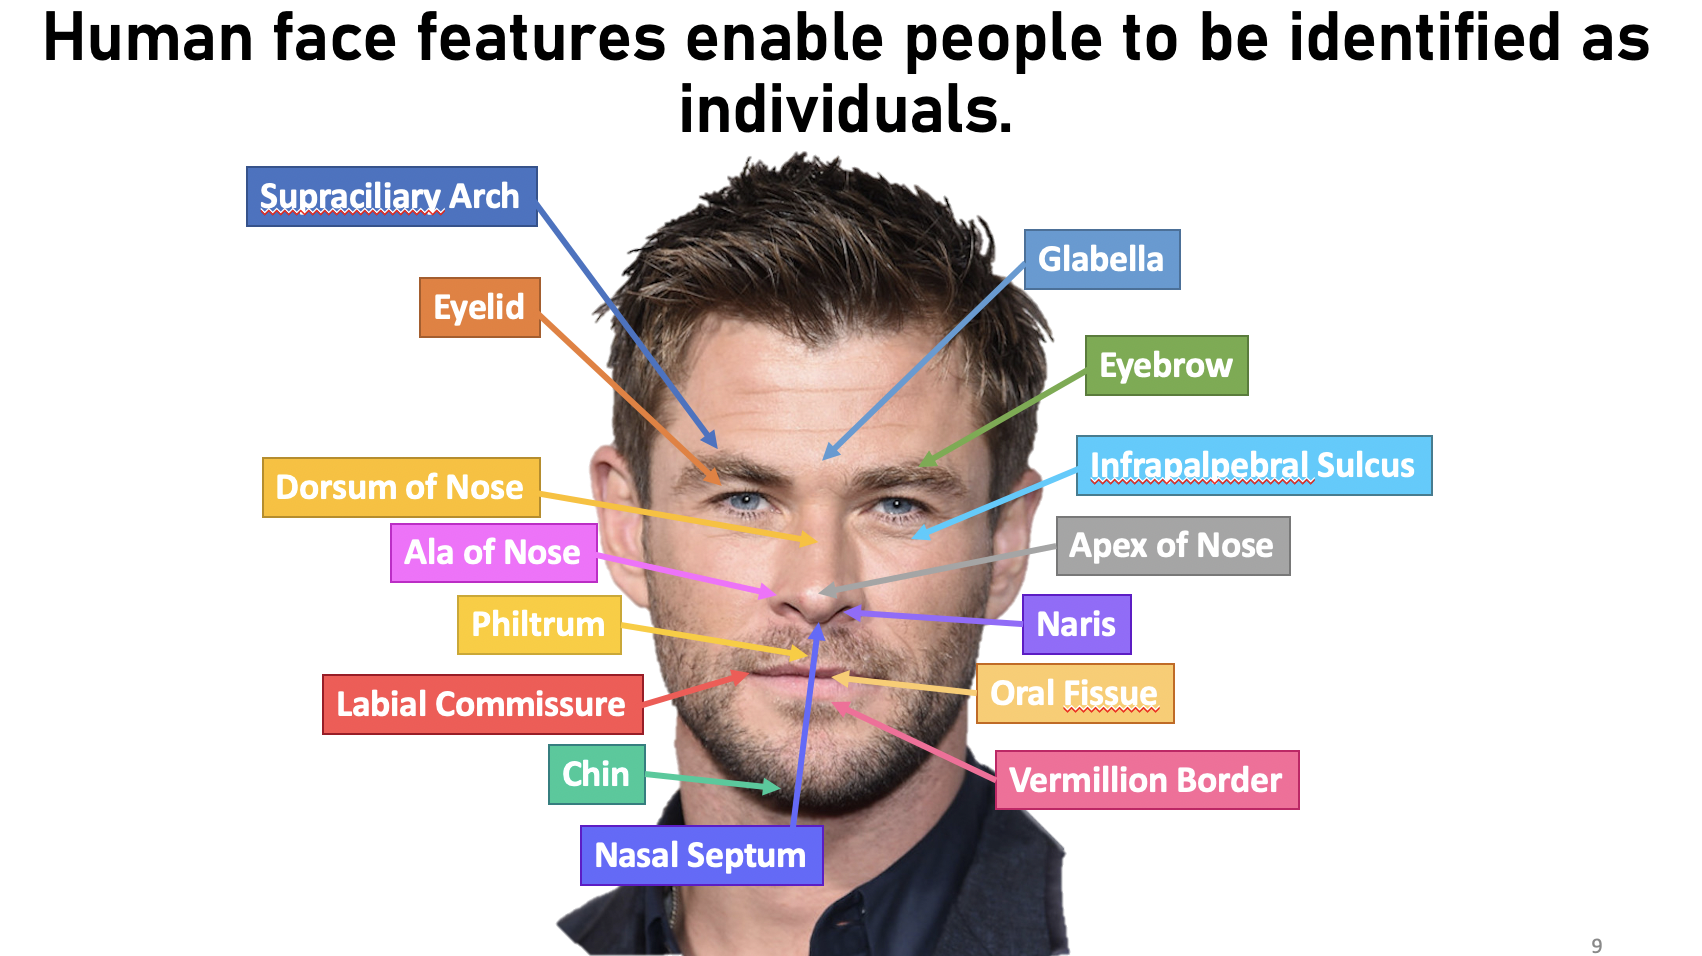 Human face features enable people to be identified as
individuals.
Supraciliary Arch
Glabella
Eyelid
Eyebrow
Infrapalpebral Sulcus
Dorsum of Nose
Apex of Nose
Ala of Nose
Philtrum
Naris
Labial Commissure
Oral Fissue
Chin
Vermillion Border
Nasal Septum
9